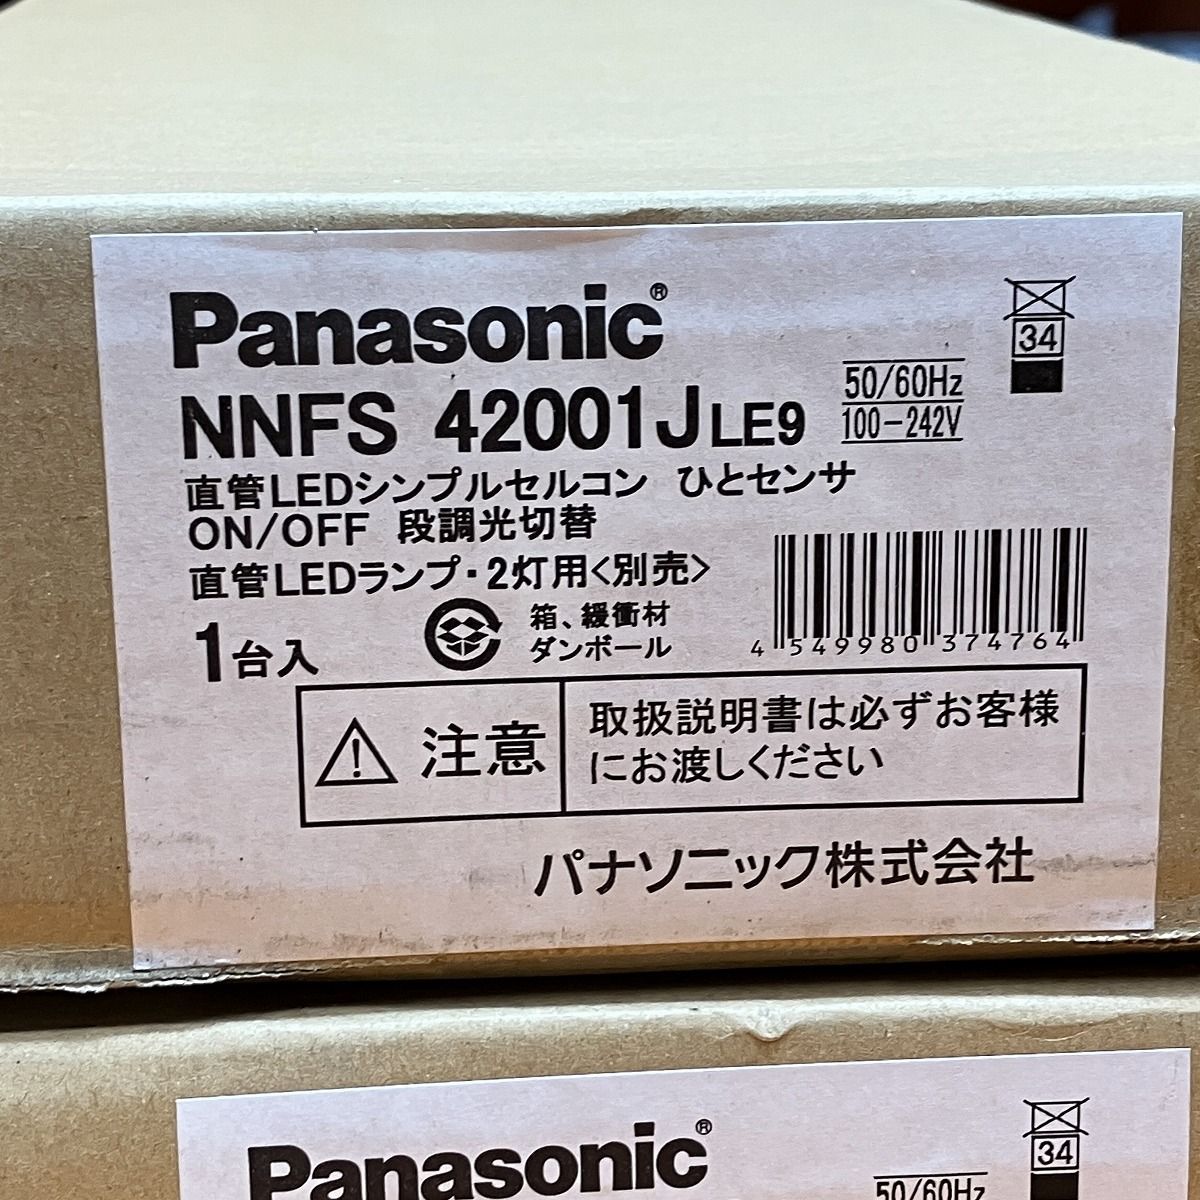 Panasonic®
34
NNFS 42001J LE9
50/60Hz
100-242V
直管LEDシンプルセルコン ひとセンサ
ON/OFF 段調光切替
直管LEDランプ・2灯用<別売>
1台入
箱、緩衝材
ダンボール
4 549980 374764
注意
取扱説明書は必ずお客様
にお渡しください
パナソニック株式会社
Panasonic®
34
50/60Hz